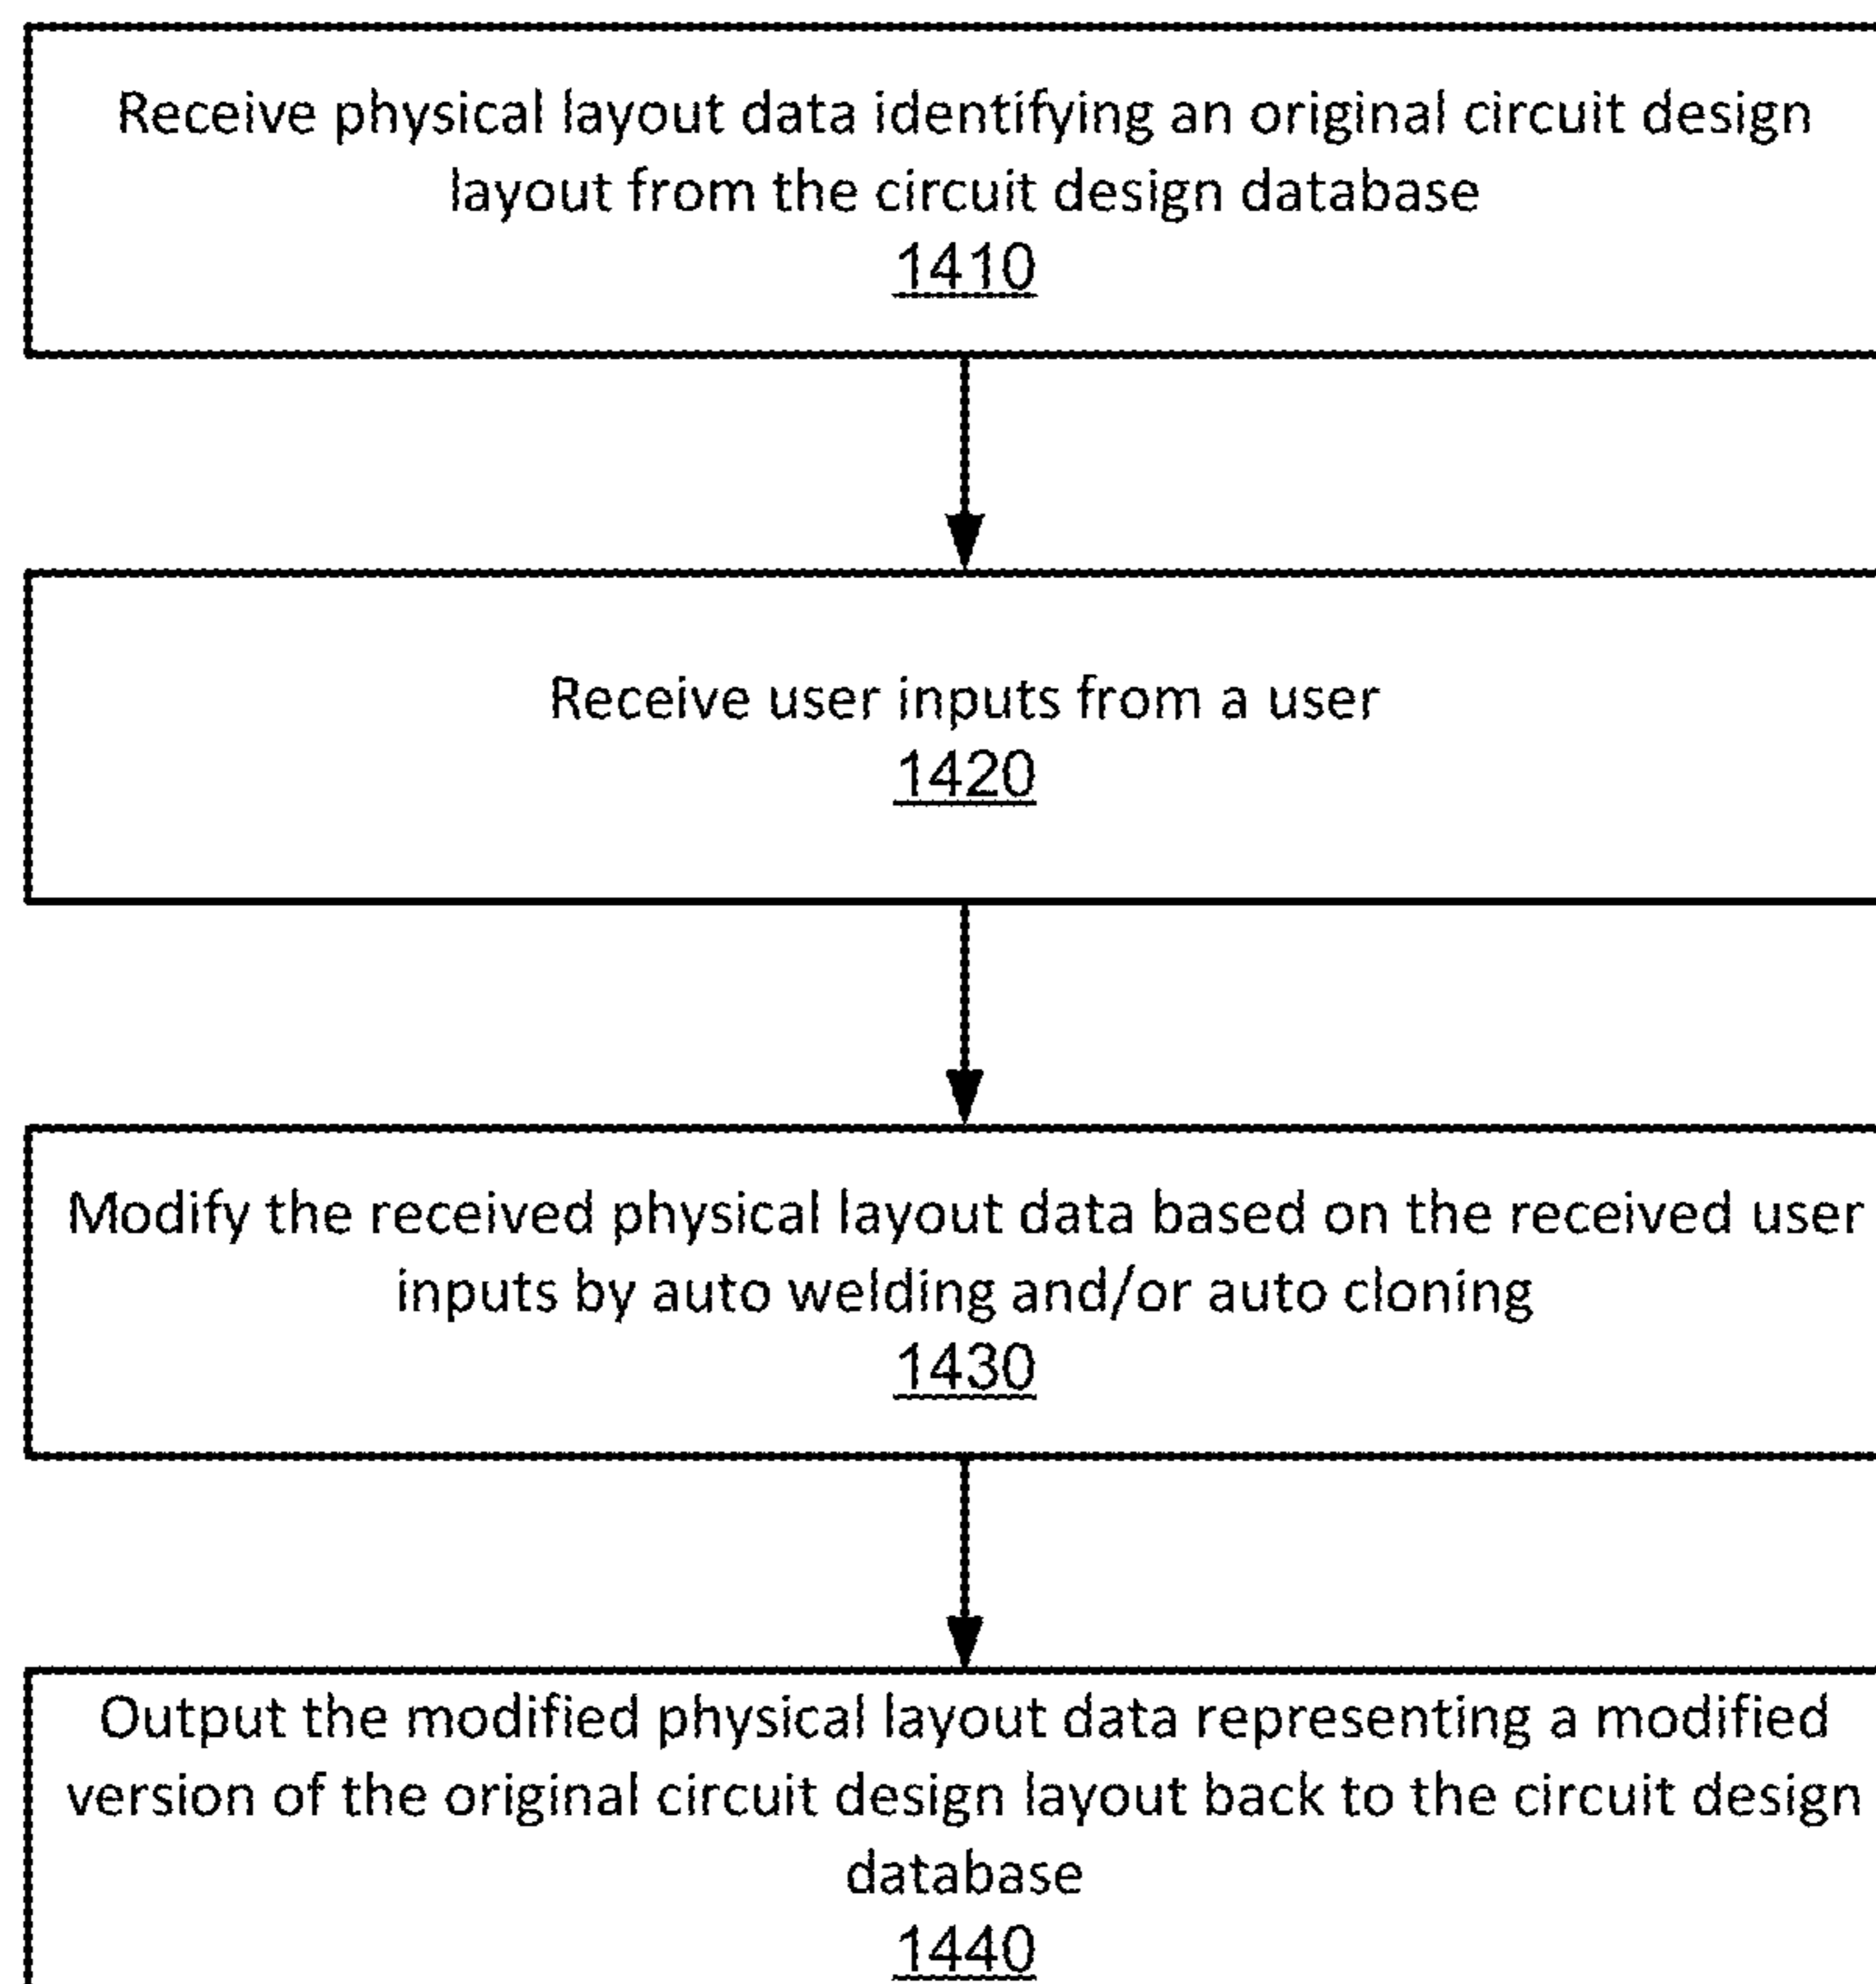 Receive physical layout data identifying an original circuit design
layout from the circuit design database
1410
Receive user inputs from a user
1420
Modify the received physical layout data based on the received user
inputs by auto welding and/or auto cloning
1430
Output the modified physical layout data representing a modified
version of the original circuit design layout back to the circuit design
database
1440